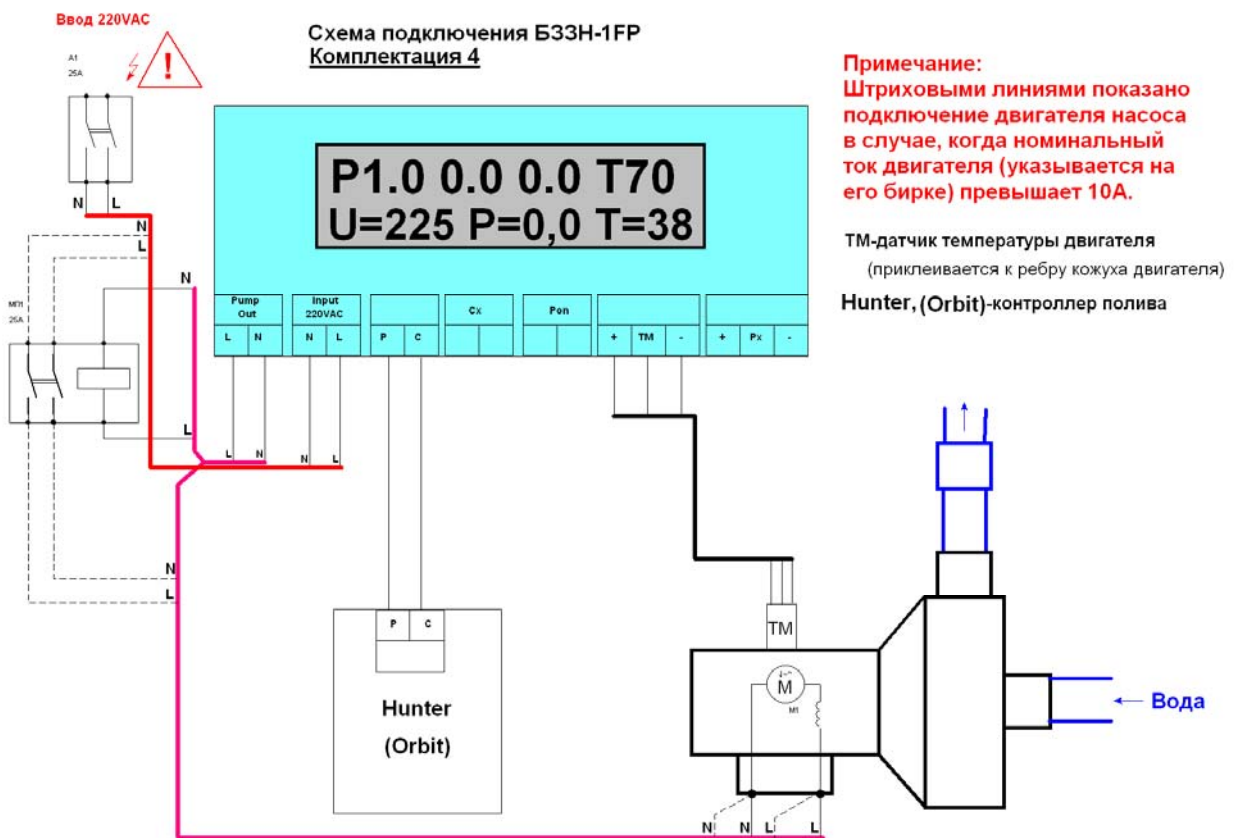 Ввод 220VAC
Схема подключения БЗЗН-1FP
Комплектация 4
A1
25A
!
Примечание:
Штриховыми линиями показано
подключение двигателя насоса
в случае, когда номинальный
ток двигателя (указывается на
его бирке) превышает 10А.
P1.0 0.0 0.0 T70
U=225 P=0,0 T=38
ТМ-датчик температуры двигателя
(приклеивается к ребру кожуха двигателя)
Hunter, (Orbit)-контроллер полива
N L
N
L
N
МП1
25A
Pump Input Cx Pon
Out 220VAC
L N N L P C + TM - + Px -
L
L N N L
N
L
P C
Hunter
(Orbit)
TM
M
M1
Вода
N N L L